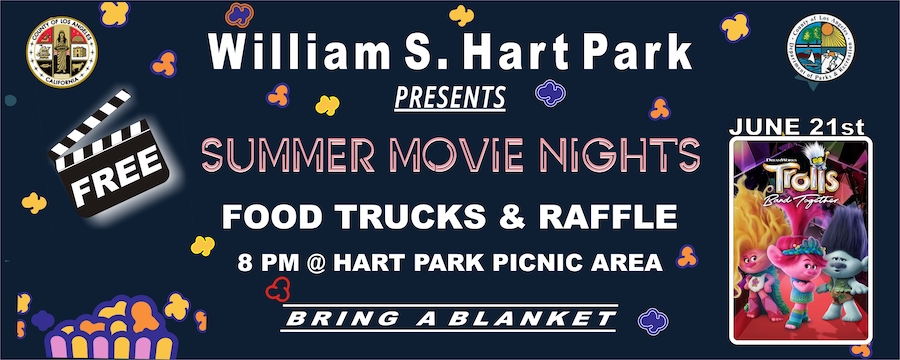 COUNTY OF LOS ANGELES
CALIFORNIA
William S. Hart Park
PRESENTS
County of Los Angeles
Department of Parks & Recreation
FREE
SUMMER MOVIE NIGHTS
FOOD TRUCKS & RAFFLE
8 PM @ HART PARK PICNIC AREA
BRING A BLANKET
JUNE 21st
DREAMWORKS
Trolls
Band Together